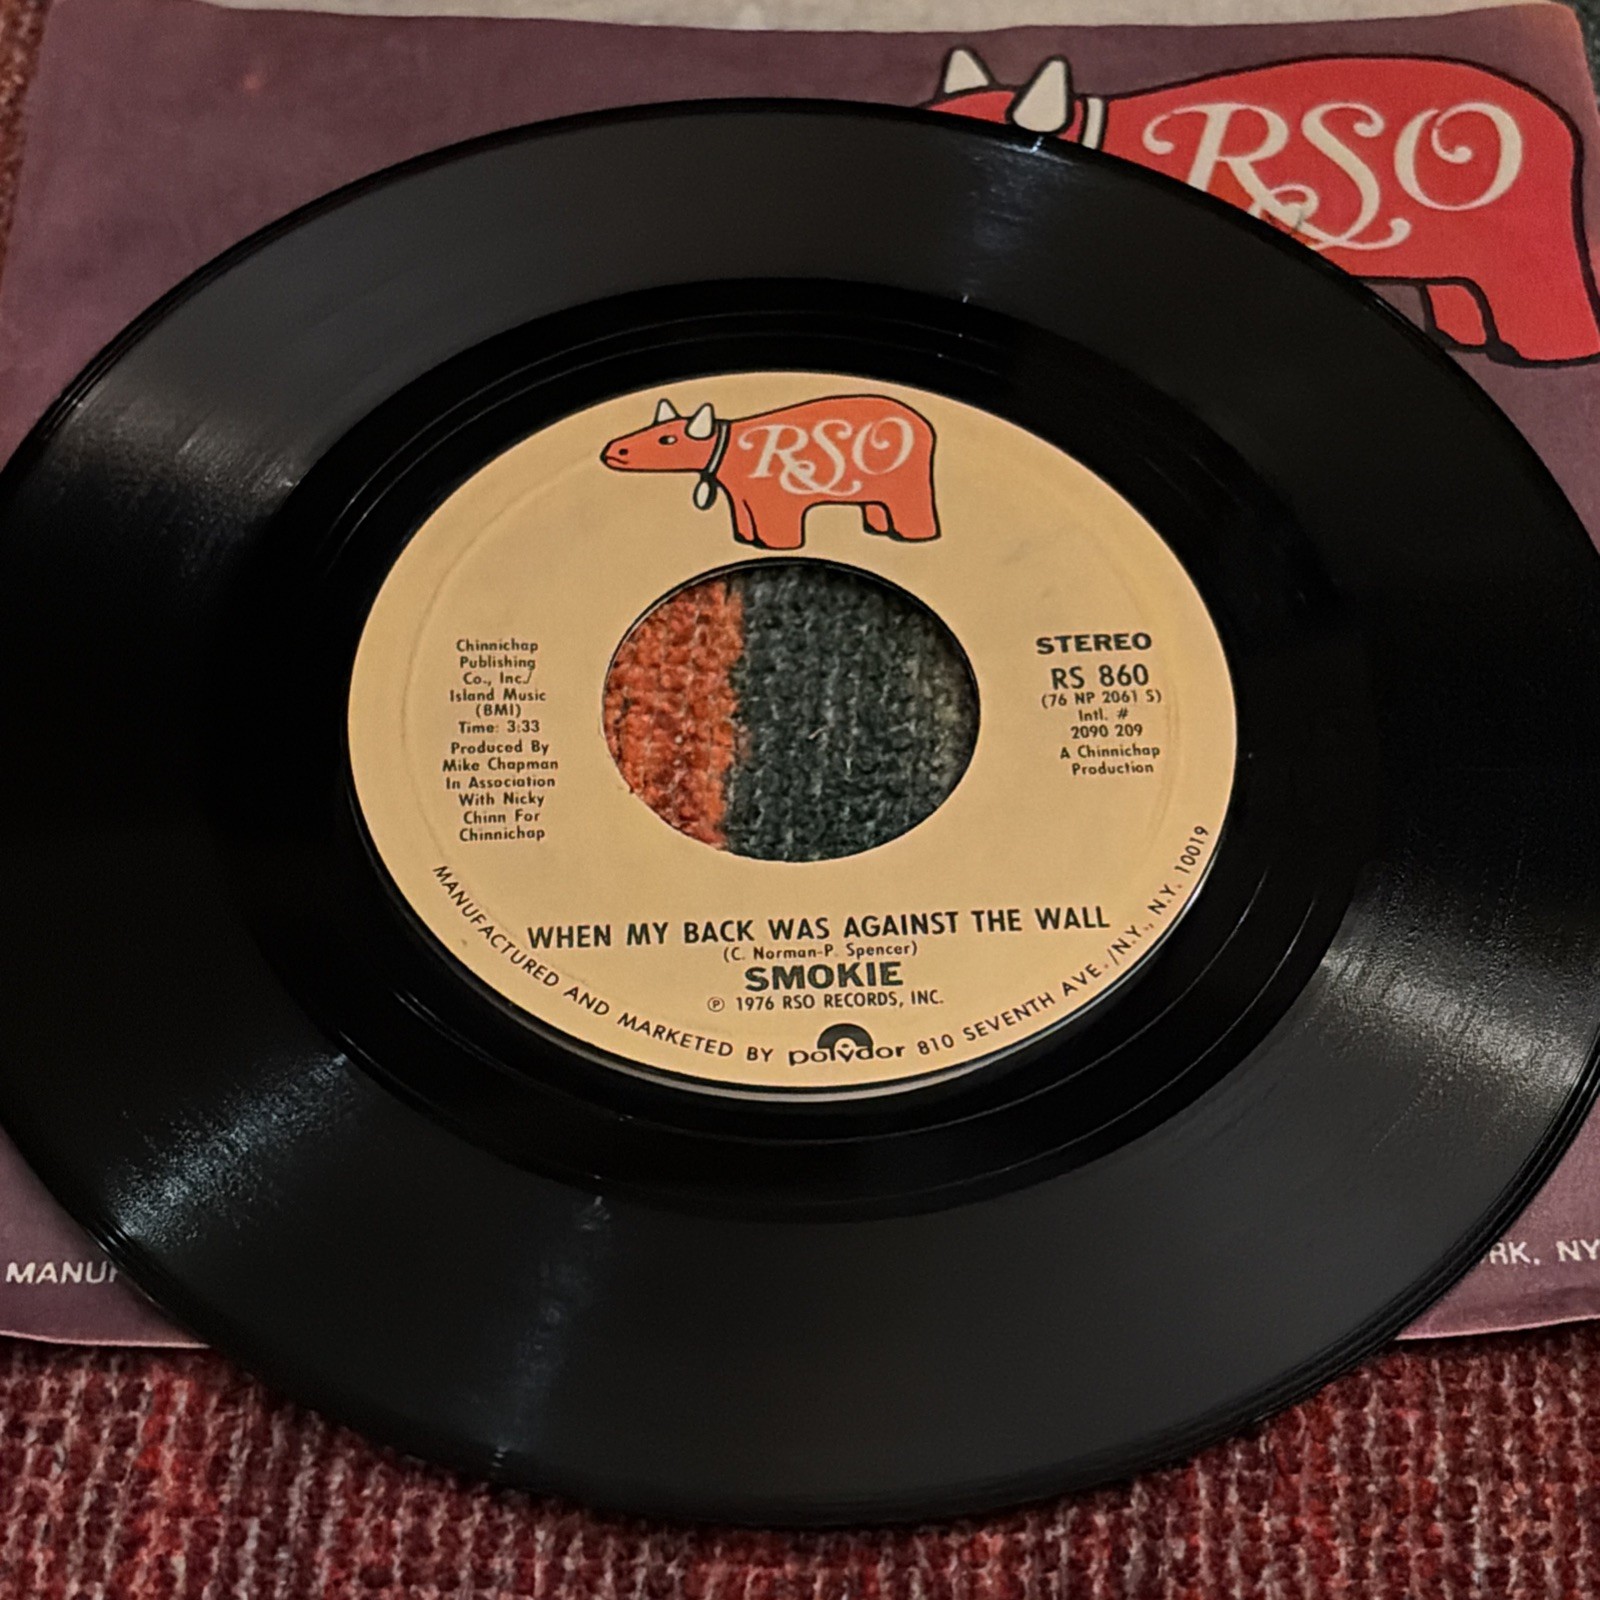 RSO
RSO
Chinnichap
Publishing
Co., Inc./
Island Music
(BMI)
Time: 3:33
Produced By
Mike Chapman
In Association
With Nicky
Chinn For
Chinnichap
STEREO
RS 860
(76 NP 2061 S)
Intl. #
2090 209
A Chinnichap
Production
WHEN MY BACK WAS AGAINST THE WALL
(C. Norman-P. Spencer)
SMOKIE
℗ 1976 RSO RECORDS, INC.
MANUFACTURED AND MARKETED BY polydor 810 SEVENTH AVE./N.Y., N.Y. 10019
MANUF
RK, NY